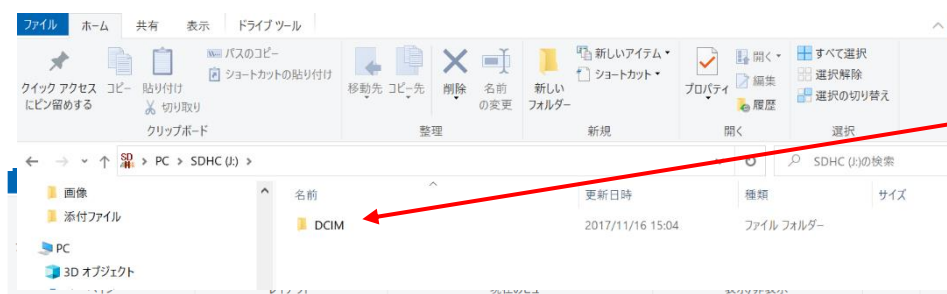 ファイル ホーム 共有 表示 ドライブ ツール
クイック アクセスにピン留めする
コピー
貼り付け
パスのコピー
ショートカットの貼り付け
切り取り
クリップボード
移動先
コピー先
削除
名前の変更
整理
新しいフォルダー
新しいアイテム
ショートカット
新規
プロパティ
開く
編集
履歴
開く
すべて選択
選択解除
選択の切り替え
選択
SD PC > SDHC (J:) >
SDHC (J:)の検索
画像
添付ファイル
PC
3D オブジェクト
名前 更新日時 種類 サイズ
DCIM 2017/11/16 15:04 ファイル フォルダー